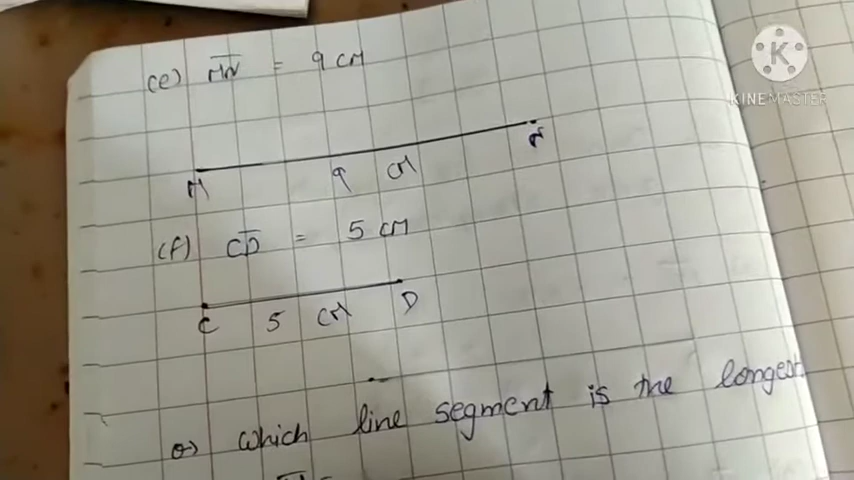 (e) MN = 9 CM
M 9 CM N
(f) CD = 5 CM
C 5 CM D
Q) which line segment is the longest
KINEMASTER